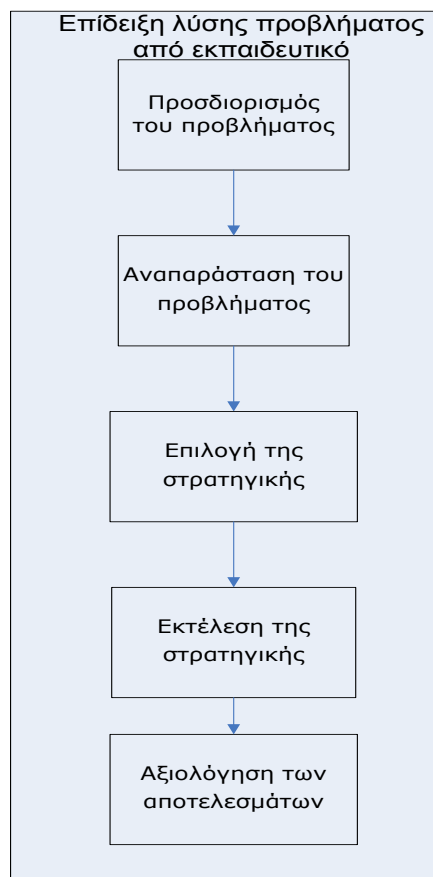 Επίδειξη λύσης προβλήματος
από εκπαιδευτικό
Προσδιορισμός
του προβλήματος
Αναπαράσταση του
προβλήματος
Επιλογή της
στρατηγικής
Εκτέλεση της
στρατηγικής
Αξιολόγηση των
αποτελεσμάτων